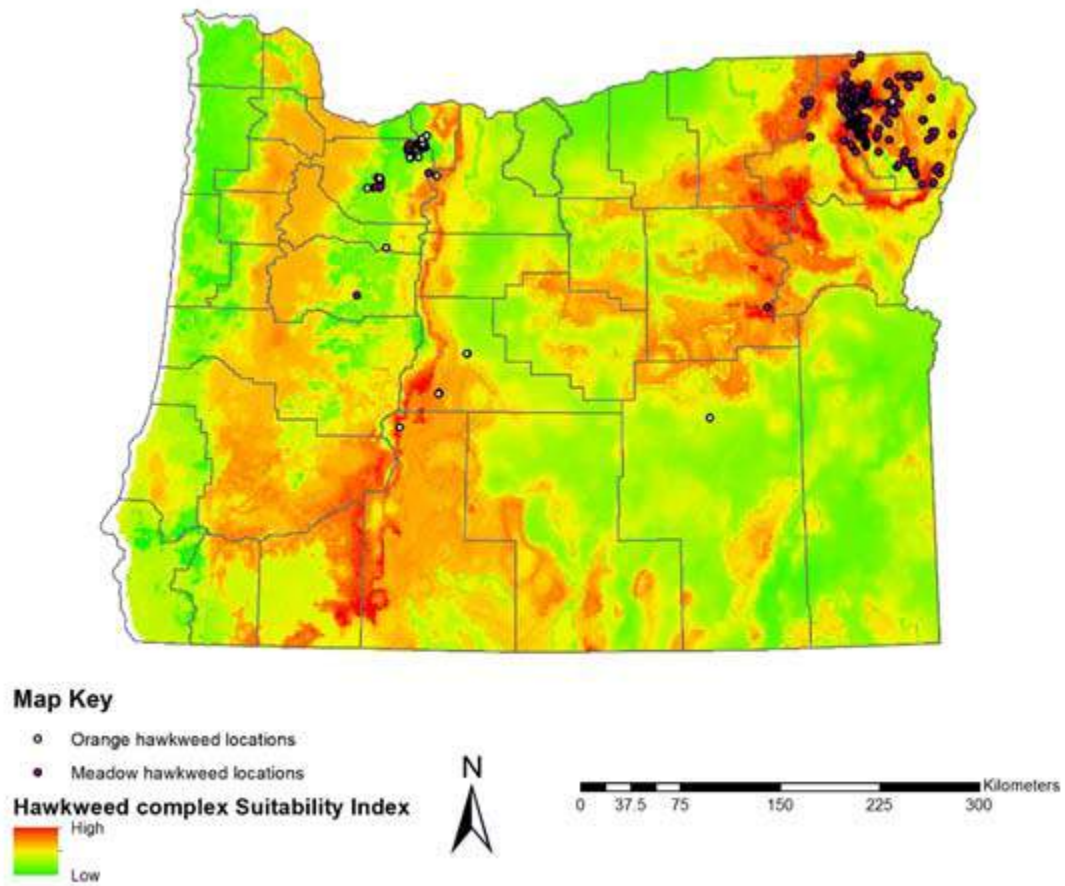 Map Key
Orange hawkweed locations
Meadow hawkweed locations
Hawkweed complex Suitability Index
High
Low
N
Kilometers
0 37.5 75 150 225 300